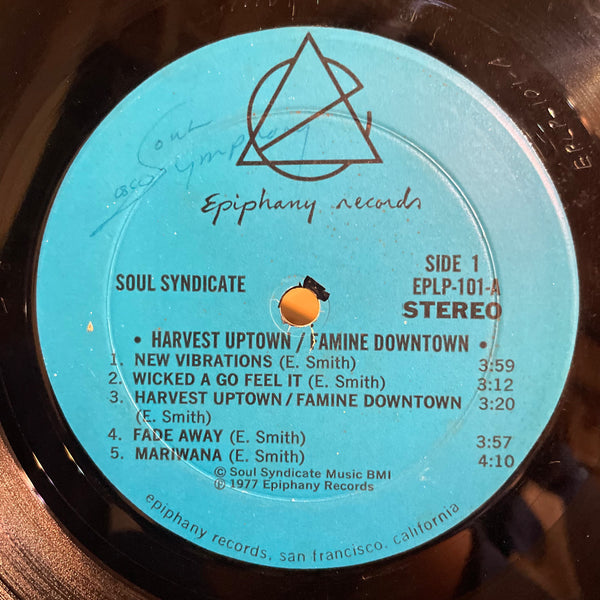 Soul
Symphony
Epiphany records
SOUL SYNDICATE
SIDE 1
EPLP-101-A
STEREO
• HARVEST UPTOWN / FAMINE DOWNTOWN •
1. NEW VIBRATIONS (E. Smith) 3:59
2. WICKED A GO FEEL IT (E. Smith) 3:12
3. HARVEST UPTOWN / FAMINE DOWNTOWN 3:20
(E. Smith)
4. FADE AWAY (E. Smith) 3:57
5. MARIWANA (E. Smith) 4:10
© Soul Syndicate Music BMI
℗ 1977 Epiphany Records
epiphany records, san francisco, california
EPLP-101-A